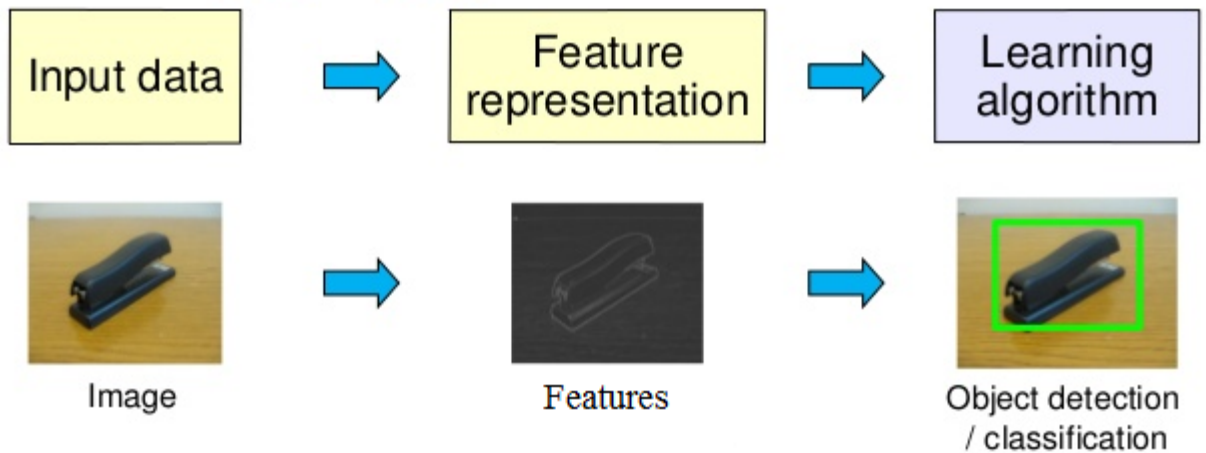 Input data
Feature
representation
Learning
algorithm
Image
Features
Object detection
/ classification